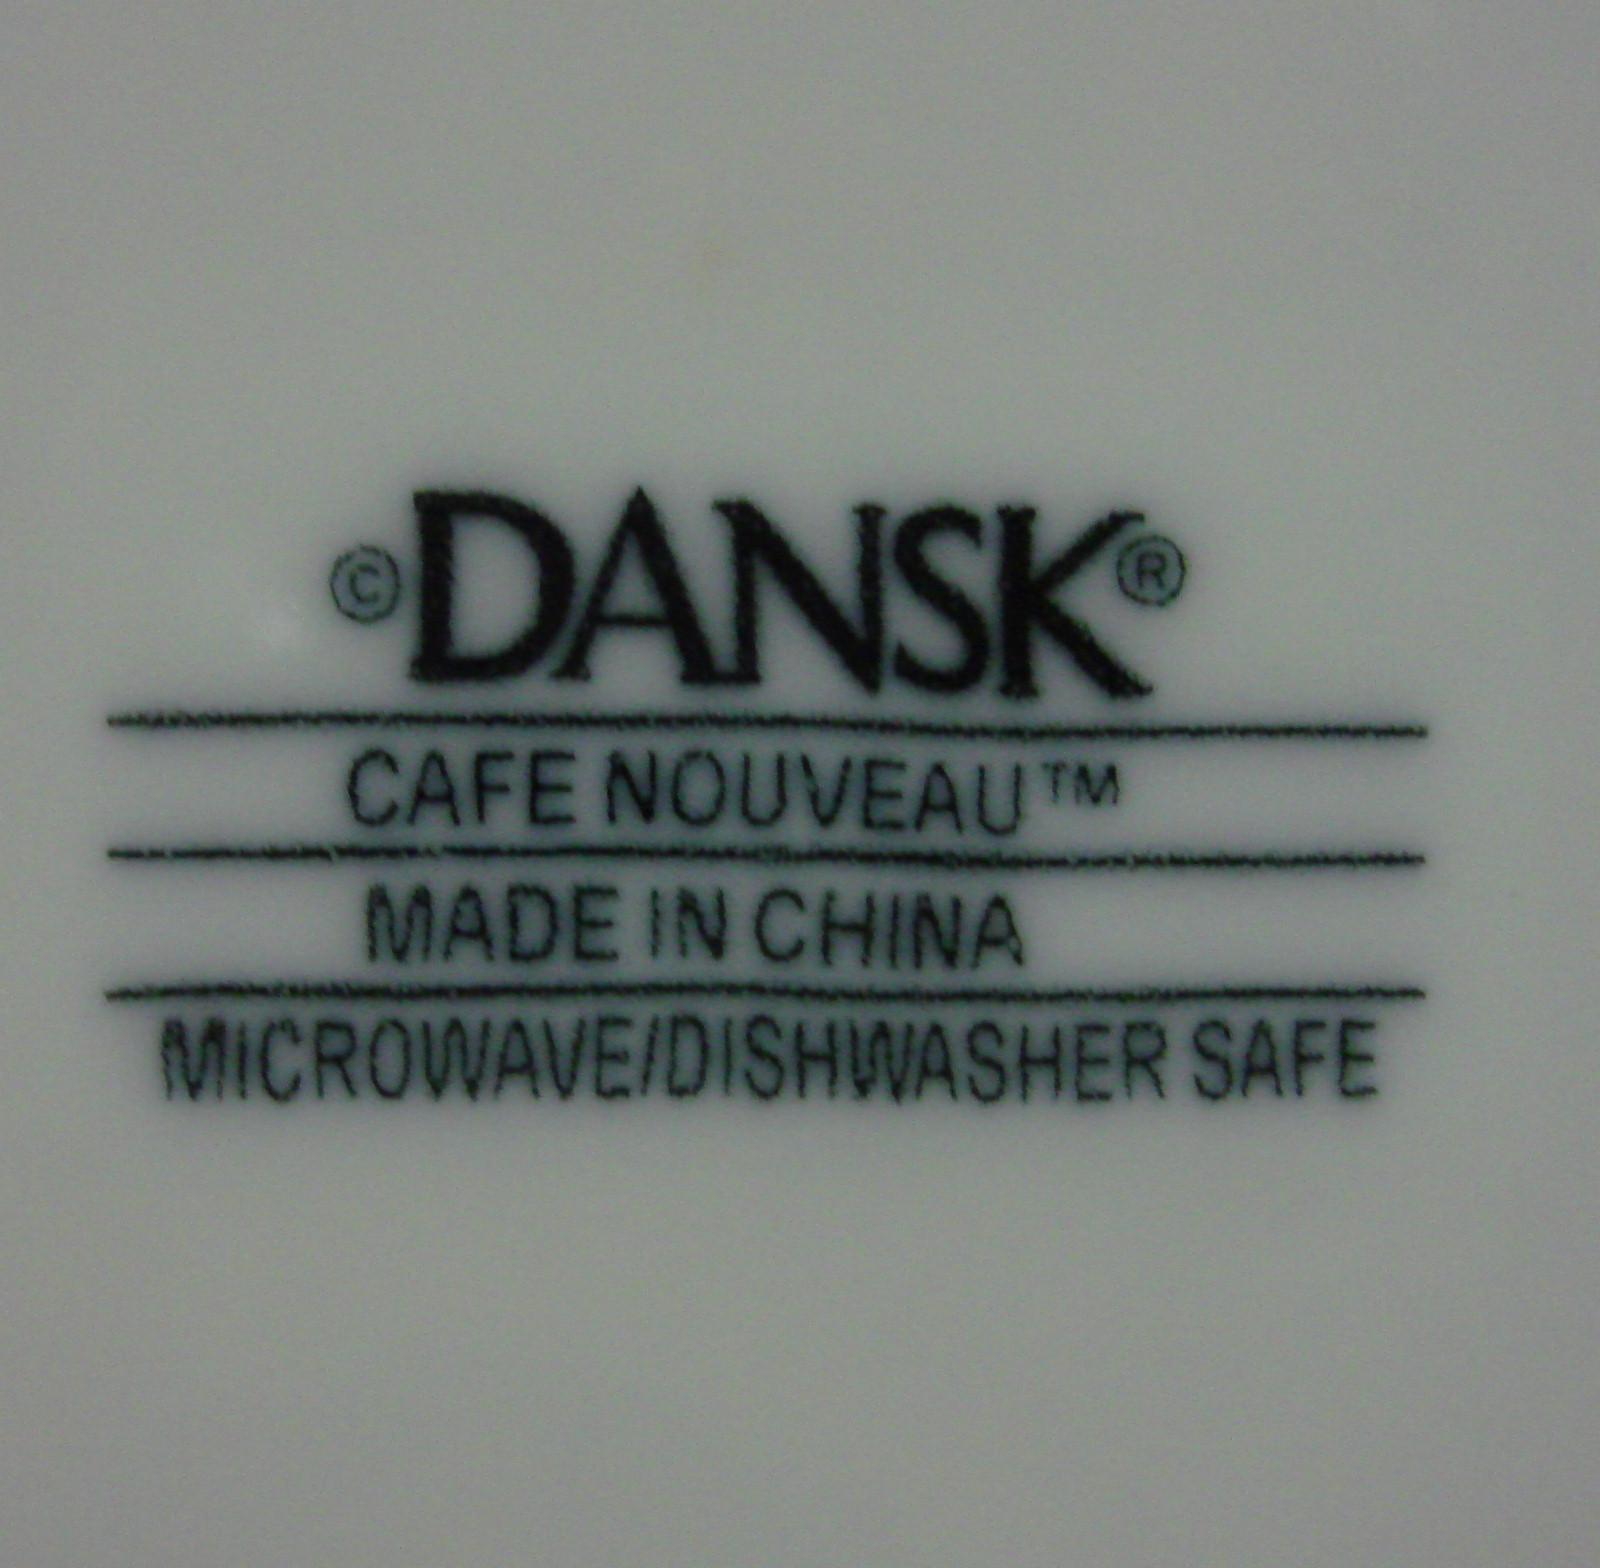 ©DANSK®
CAFE NOUVEAU™
MADE IN CHINA
MICROWAVE/DISHWASHER SAFE